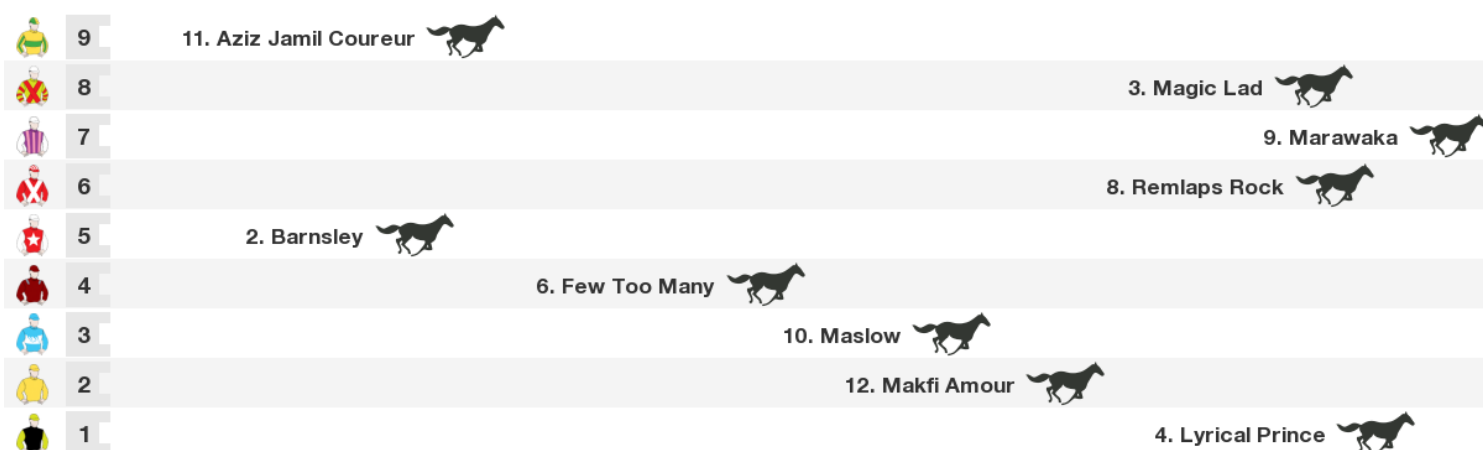 9 11. Aziz Jamil Coureur
8 3. Magic Lad
7 9. Marawaka
6 8. Remlaps Rock
5 2. Barnsley
4 6. Few Too Many
3 10. Maslow
2 12. Makfi Amour
1 4. Lyrical Prince